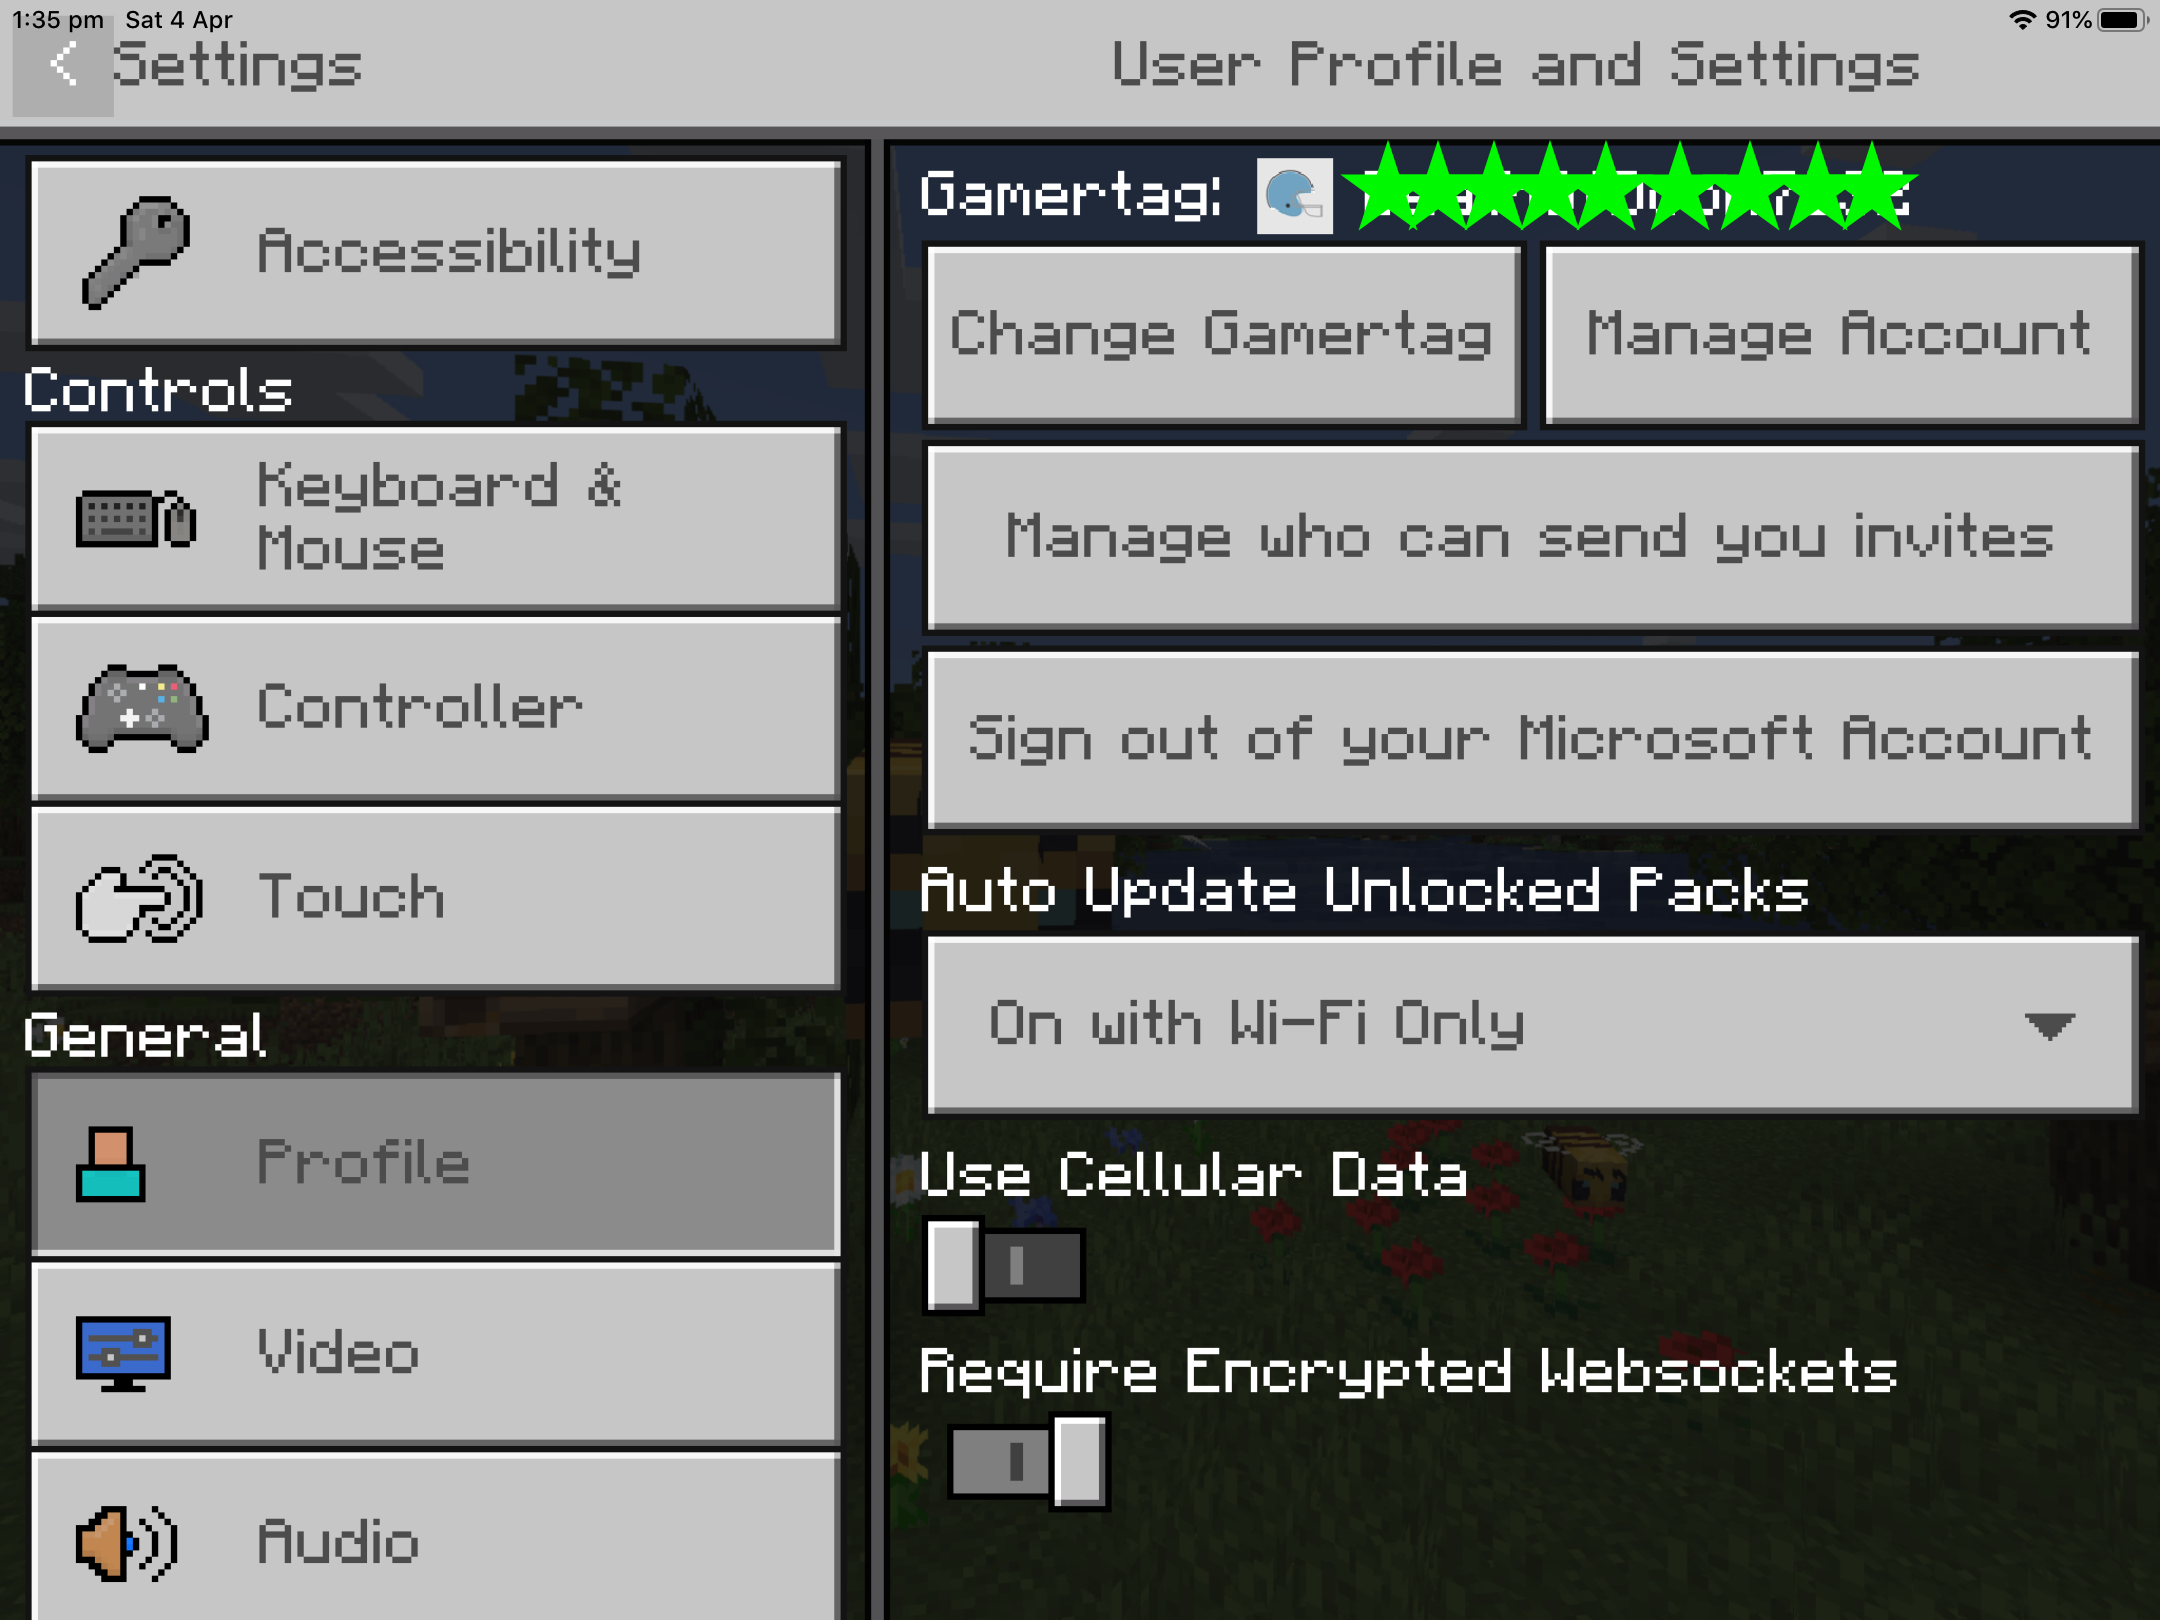 1:35 pm Sat 4 Apr 91%
Settings
User Profile and Settings
Accessibility
Controls
Keyboard &
Mouse
Controller
Touch
General
Profile
Video
Audio
Gamertag:
Change Gamertag
Manage Account
Manage who can send you invites
Sign out of your Microsoft Account
Auto Update Unlocked Packs
On with Wi-Fi Only
Use Cellular Data
Require Encrypted Websockets